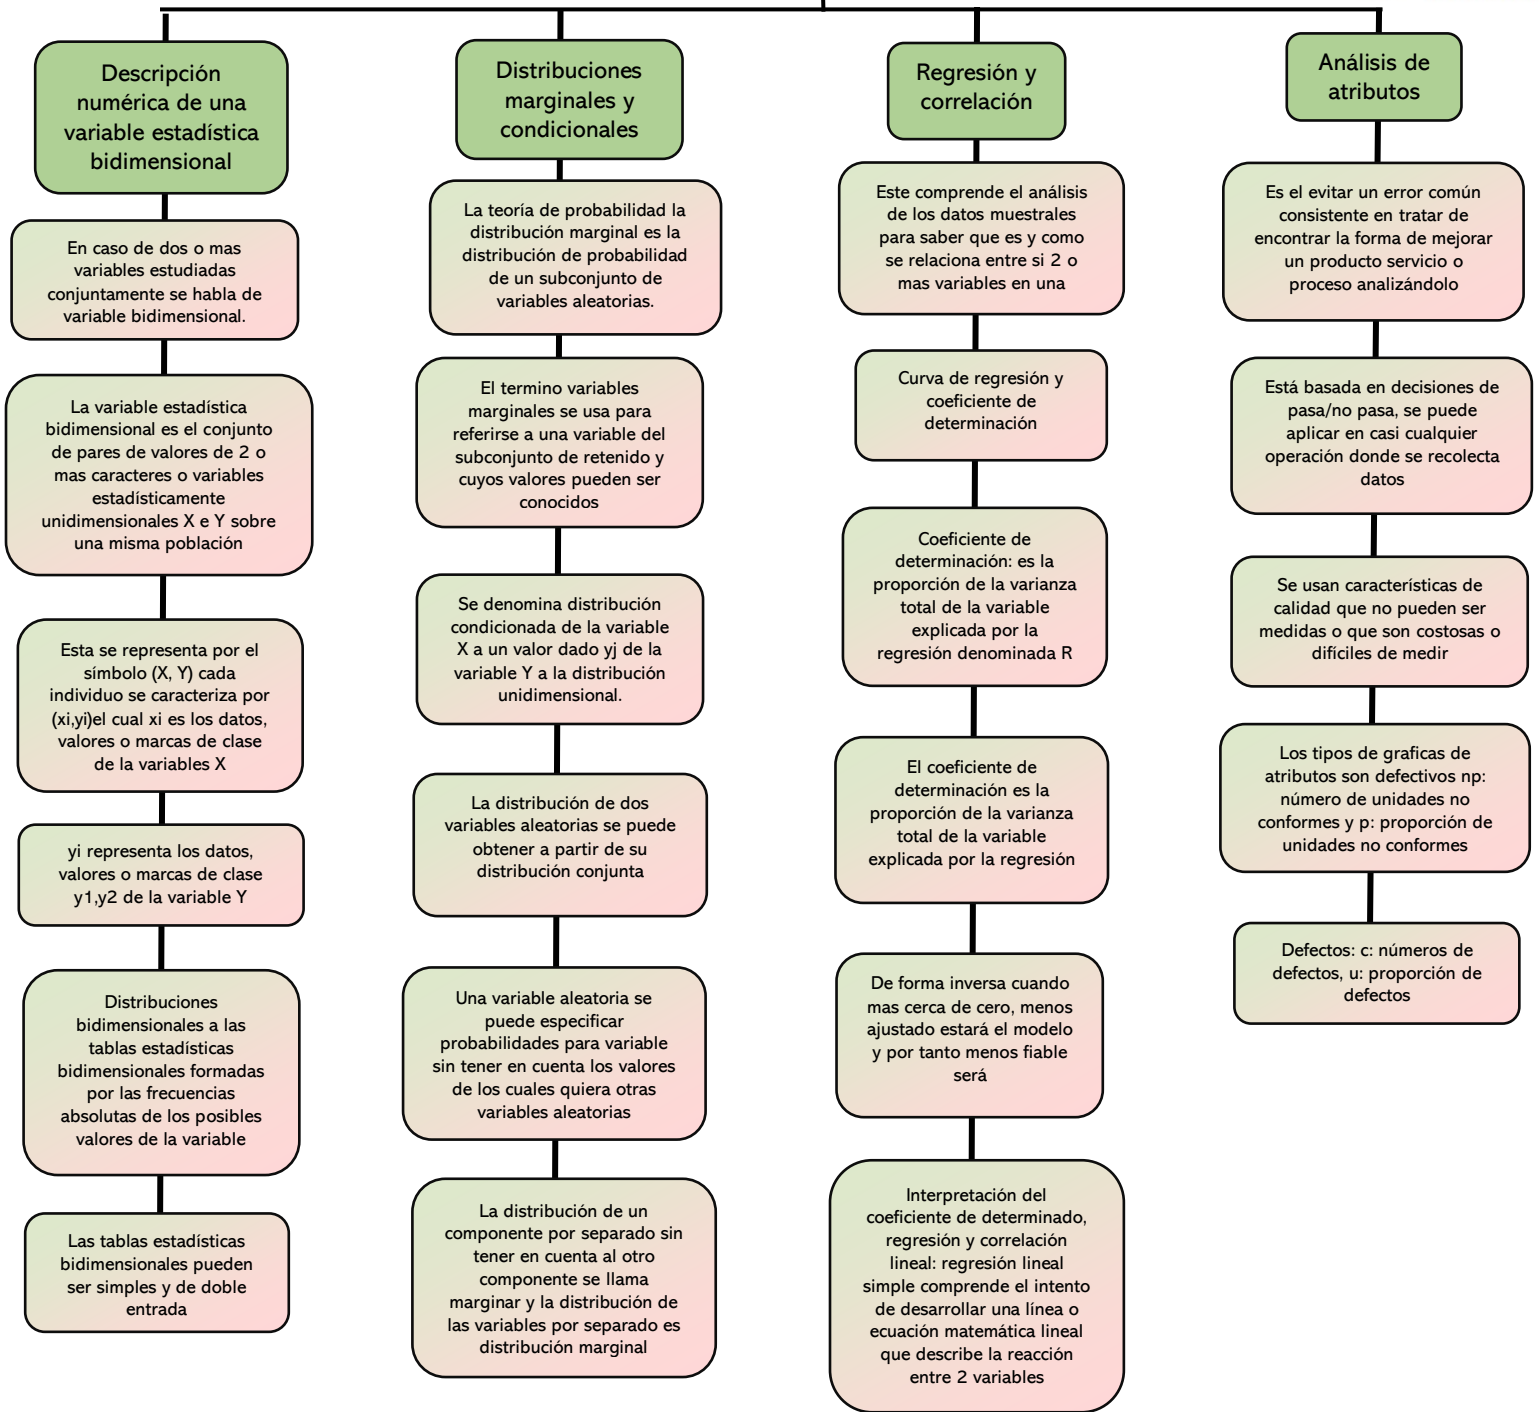 Descripción
numérica de una
variable estadística
bidimensional
En caso de dos o mas
variables estudiadas
conjuntamente se habla de
variable bidimensional.
La variable estadística
bidimensional es el conjunto
de pares de valores de 2 o
mas caracteres o variables
estadísticamente
unidimensionales X e Y sobre
una misma población
Esta se representa por el
símbolo (X, Y) cada
individuo se caracteriza por
(xi,yi)el cual xi es los datos,
valores o marcas de clase
de la variables X
yi representa los datos,
valores o marcas de clase
y1,y2 de la variable Y
Distribuciones
bidimensionales a las
tablas estadísticas
bidimensionales formadas
por las frecuencias
absolutas de los posibles
valores de la variable
Las tablas estadísticas
bidimensionales pueden
ser simples y de doble
entrada
Distribuciones
marginales y
condicionales
La teoría de probabilidad la
distribución marginal es la
distribución de probabilidad
de un subconjunto de
variables aleatorias.
El termino variables
marginales se usa para
referirse a una variable del
subconjunto de retenido y
cuyos valores pueden ser
conocidos
Se denomina distribución
condicionada de la variable
X a un valor dado yj de la
variable Y a la distribución
unidimensional.
La distribución de dos
variables aleatorias se puede
obtener a partir de su
distribución conjunta
Una variable aleatoria se
puede especificar
probabilidades para variable
sin tener en cuenta los valores
de los cuales quiera otras
variables aleatorias
La distribución de un
componente por separado sin
tener en cuenta al otro
componente se llama
marginar y la distribución de
las variables por separado es
distribución marginal
Regresión y
correlación
Este comprende el análisis
de los datos muestrales
para saber que es y como
se relaciona entre si 2 o
mas variables en una
Curva de regresión y
coeficiente de
determinación
Coeficiente de
determinación: es la
proporción de la varianza
total de la variable
explicada por la
regresión denominada R
El coeficiente de
determinación es la
proporción de la varianza
total de la variable
explicada por la regresión
De forma inversa cuando
mas cerca de cero, menos
ajustado estará el modelo
y por tanto menos fiable
será
Interpretación del
coeficiente de determinado,
regresión y correlación
lineal: regresión lineal
simple comprende el intento
de desarrollar una línea o
ecuación matemática lineal
que describe la reacción
entre 2 variables
Análisis de
atributos
Es el evitar un error común
consistente en tratar de
encontrar la forma de mejorar
un producto servicio o
proceso analizándolo
Está basada en decisiones de
pasa/no pasa, se puede
aplicar en casi cualquier
operación donde se recolecta
datos
Se usan características de
calidad que no pueden ser
medidas o que son costosas o
difíciles de medir
Los tipos de graficas de
atributos son defectivos np:
número de unidades no
conformes y p: proporción de
unidades no conformes
Defectos: c: números de
defectos, u: proporción de
defectos